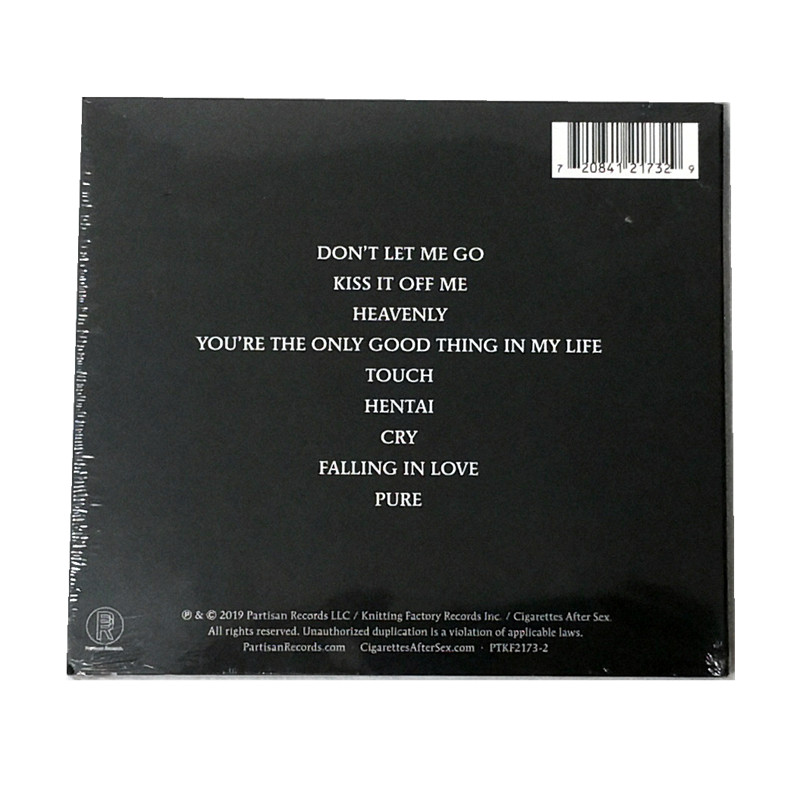 7 20841 21732 9
DON'T LET ME GO
KISS IT OFF ME
HEAVENLY
YOU'RE THE ONLY GOOD THING IN MY LIFE
TOUCH
HENTAI
CRY
FALLING IN LOVE
PURE
℗ & © 2019 Partisan Records LLC / Knitting Factory Records Inc. / Cigarettes After Sex.
All rights reserved. Unauthorized duplication is a violation of applicable laws.
PartisanRecords.com CigarettesAfterSex.com · PTKF2173-2
Partisan Records